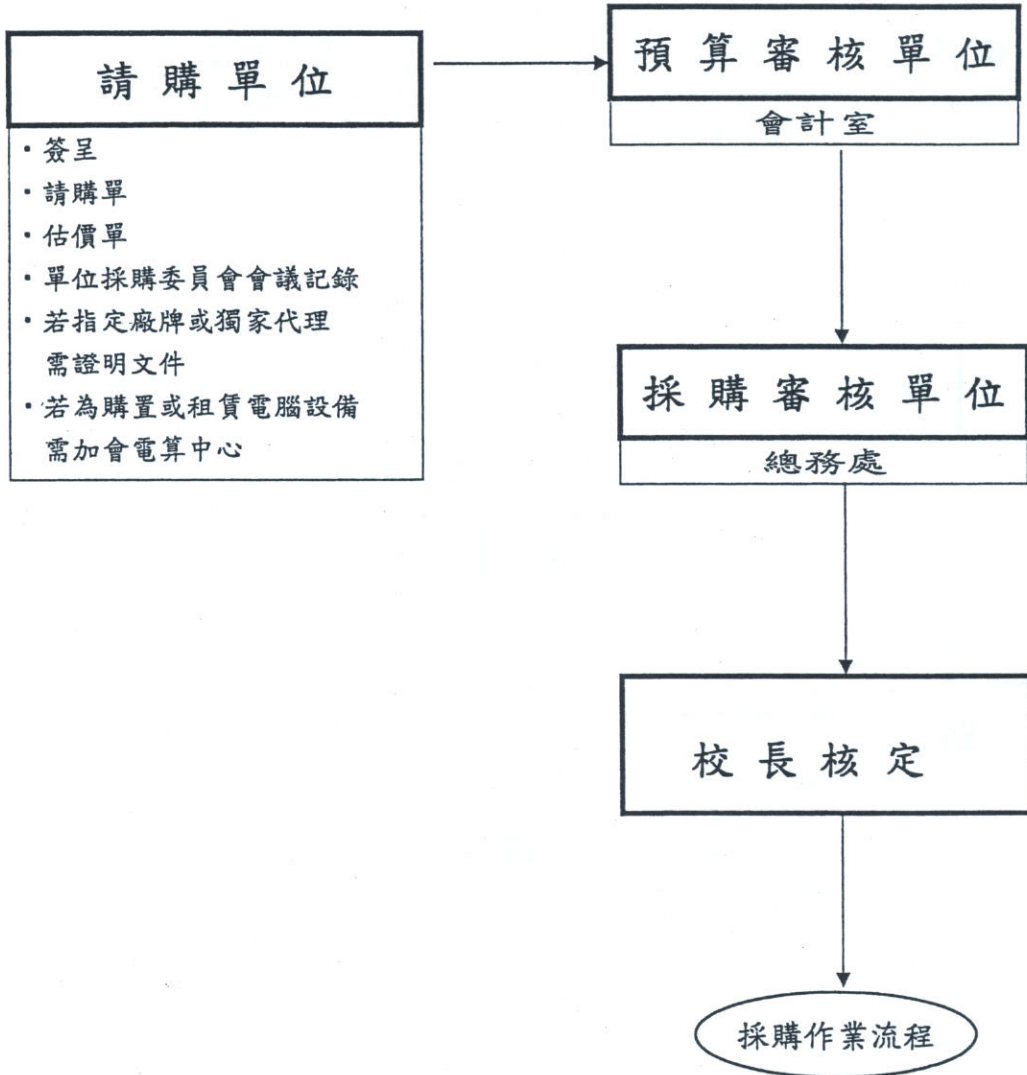 請購單位
・簽呈
・請購單
・估價單
・單位採購委員會會議記錄
・若指定廠牌或獨家代理
需證明文件
・若為購置或租賃電腦設備
需加會電算中心
預算審核單位
會計室
採購審核單位
總務處
校長核定
採購作業流程